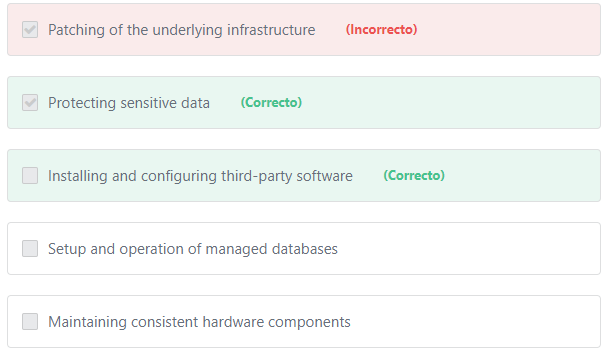 Patching of the underlying infrastructure (Incorrecto)
Protecting sensitive data (Correcto)
Installing and configuring third-party software (Correcto)
Setup and operation of managed databases
Maintaining consistent hardware components